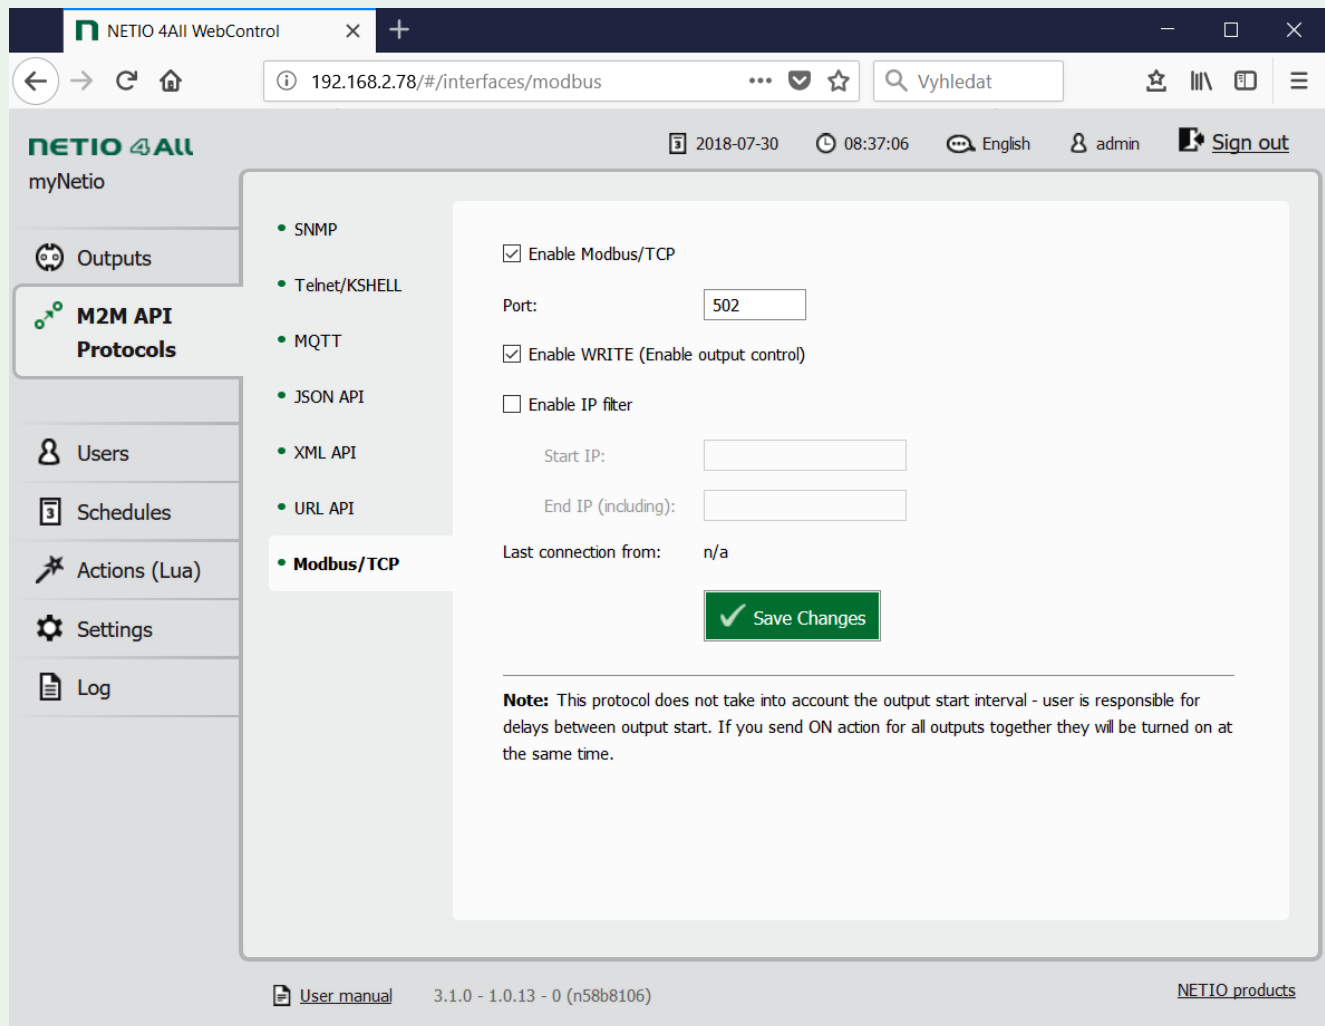 NETIO 4All WebControl
192.168.2.78/#/interfaces/modbus
Vyhledat
NETIO 4All
myNetio
3 2018-07-30
08:37:06
English
admin
Sign out
Outputs
M2M API
Protocols
Users
3 Schedules
Actions (Lua)
Settings
Log
SNMP
Telnet/KSHELL
MQTT
JSON API
XML API
URL API
Modbus/TCP
Enable Modbus/TCP
Port: 502
Enable WRITE (Enable output control)
Enable IP filter
Start IP:
End IP (including):
Last connection from: n/a
Save Changes
Note: This protocol does not take into account the output start interval - user is responsible for
delays between output start. If you send ON action for all outputs together they will be turned on at
the same time.
User manual
3.1.0 - 1.0.13 - 0 (n58b8106)
NETIO products